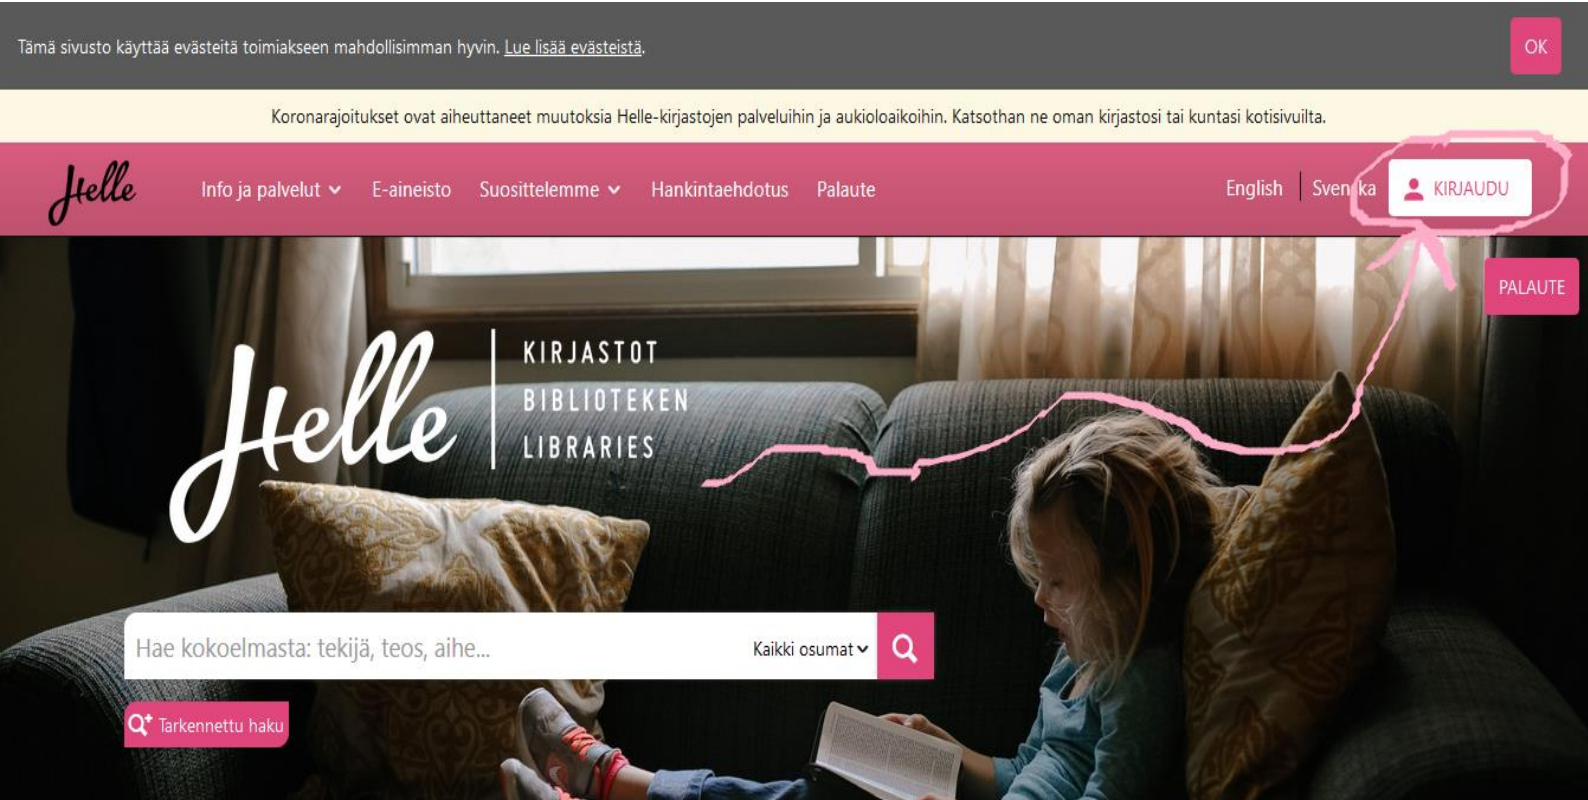 Tämä sivusto käyttää evästeitä toimiakseen mahdollisimman hyvin. Lue lisää evästeistä.
OK
Koronarajoitukset ovat aiheuttaneet muutoksia Helle-kirjastojen palveluihin ja aukioloaikoihin. Katsothan ne oman kirjastosi tai kuntasi kotisivuilta.
Helle Info ja palvelut E-aineisto Suosittelemme Hankintaehdotus Palaute English Svenska KIRJAUDU
PALAUTE
Helle
KIRJASTOT
BIBLIOTEKEN
LIBRARIES
Hae kokoelmasta: tekijä, teos, aihe... Kaikki osumat
Tarkennettu haku